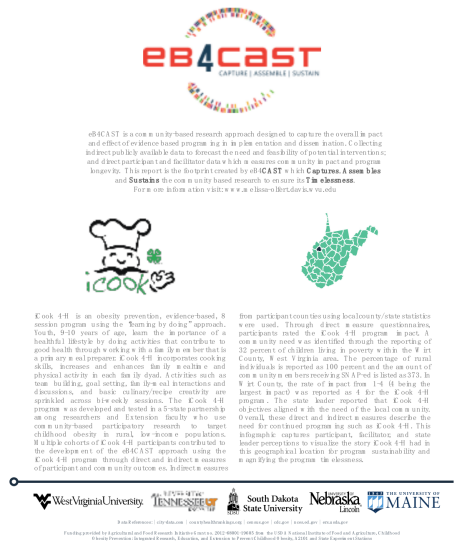 eB4CAST
CAPTURE | ASSEMBLE | SUSTAIN
eB4CAST is a community-based research approach designed to capture the overall impact
and effect of evidence based programing in implementation and dissemination. Collecting
indirect publicly available data to forecast the need and feasibility of potential interventions;
and direct participant and facilitator data which measures community impact and program
longevity. This report is the footprint created by eB4CAST which Captures, Assembles
and Sustains the community based research to ensure its Timelessness.
For more information visit: www.melissa-olfert.davis.wvu.edu
iCook 4-H is an obesity prevention, evidence-based, 8
session program using the "learning by doing" approach.
Youth, 9-10 years of age, learn the importance of a
healthful lifestyle by doing activities that contribute to
good health through working with a family member that is
a primary meal preparer. iCook 4-H incorporates cooking
skills, increases and enhances family mealtime and
physical activity in each family dyad. Activities such as
team building, goal setting, family-meal interactions and
discussions, and basic culinary/recipe creativity are
sprinkled across bi-weekly sessions. The iCook 4-H
program was developed and tested in a 5-state partnership
among researchers and Extension faculty who use
community-based participatory research to target
childhood obesity in rural, low-income populations.
Multiple cohorts of iCook 4-H participants contributed to
the development of the eB4CAST approach using the
iCook 4-H program through direct and indirect measures
of participant and community outcomes. Indirect measures
from participant counties using local county/state statistics
were used. Through direct measure questionnaires,
participants rated the iCook 4-H program impact. A
community need was identified through the reporting of
32 percent of children living in poverty within the Wirt
County, West Virginia area. The percentage of rural
individuals is reported as 100 percent and the amount of
community members receiving SNAP-ed is listed as 373. In
Wirt County, the rate of impact from 1-4 (4 being the
largest impact) was reported as 4 for the iCook 4-H
program. The state leader reported that iCook 4-H
objectives aligned with the need of the local community.
Overall, these direct and indirect measures describe the
need for continued programing such as iCook 4-H. This
infographic captures participant, facilitator, and state
leader perceptions to visualize the story iCook 4-H had in
this geographical location for program sustainability and
magnifying the program timelessness.
iCook
West Virginia University
TENNESSEE
SDSU
South Dakota
State University
UNIVERSITY OF
Nebraska
Lincoln
THE UNIVERSITY OF
MAINE